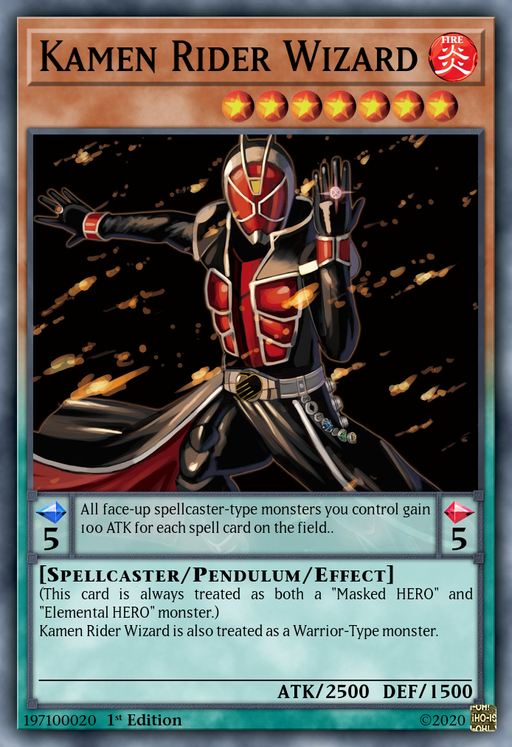 KAMEN RIDER WIZARD
FIRE
炎
All face-up spellcaster-type monsters you control gain
100 ATK for each spell card on the field..
5
5
[SPELLCASTER/PENDULUM/EFFECT]
(This card is always treated as both a "Masked HERO" and
"Elemental HERO" monster.)
Kamen Rider Wizard is also treated as a Warrior-Type monster.
ATK/2500 DEF/1500
197100020 1st Edition
©2020